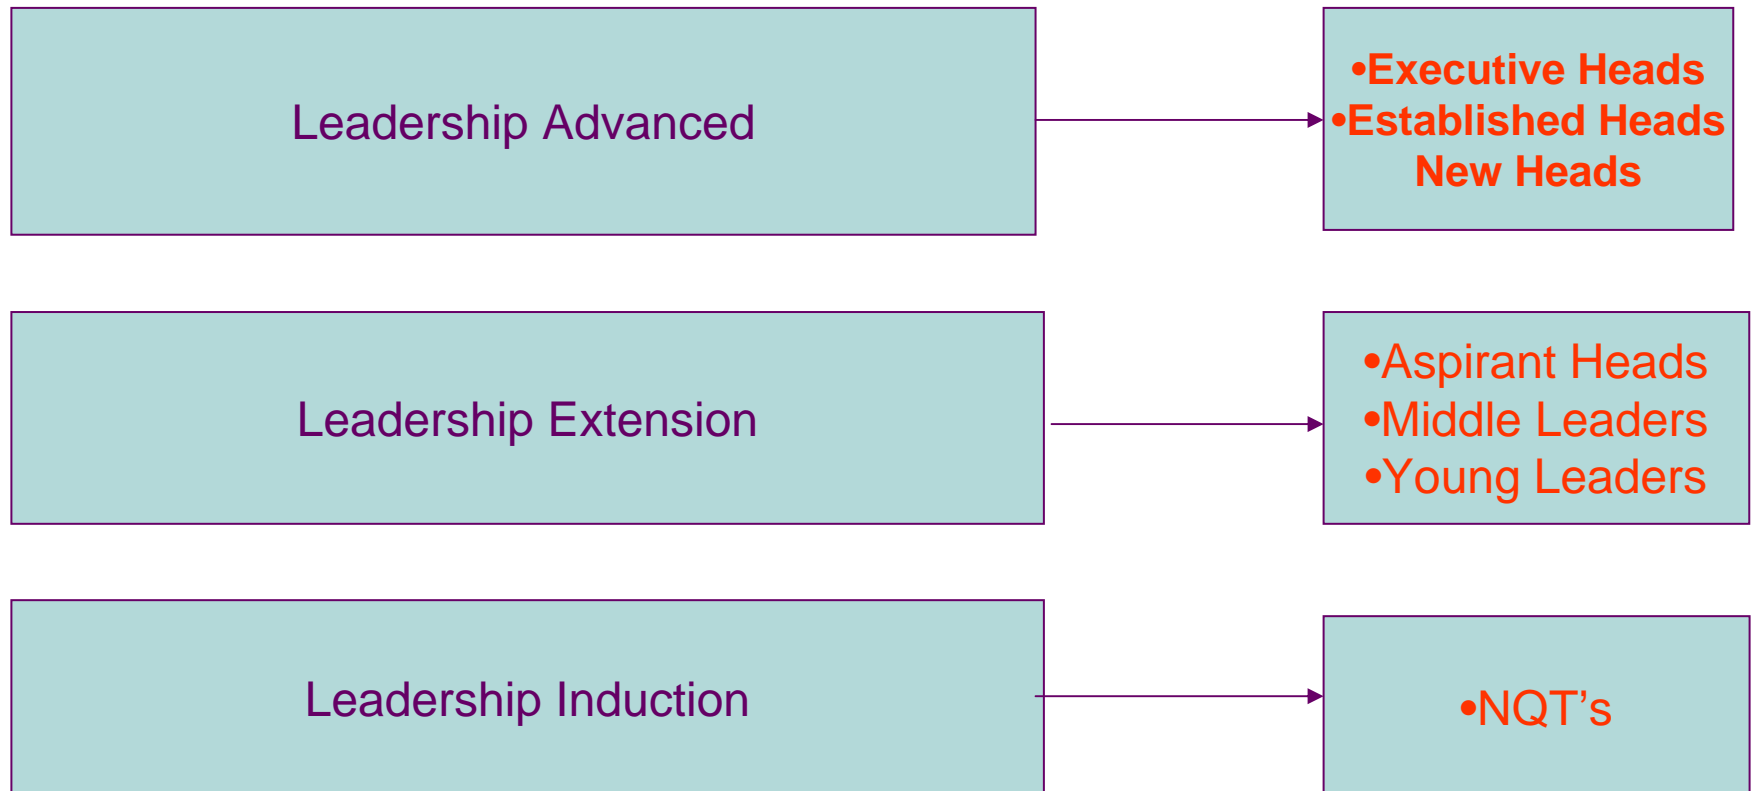 Leadership Advanced
•Executive Heads
•Established Heads
New Heads
Leadership Extension
•Aspirant Heads
•Middle Leaders
•Young Leaders
Leadership Induction
•NQT’s